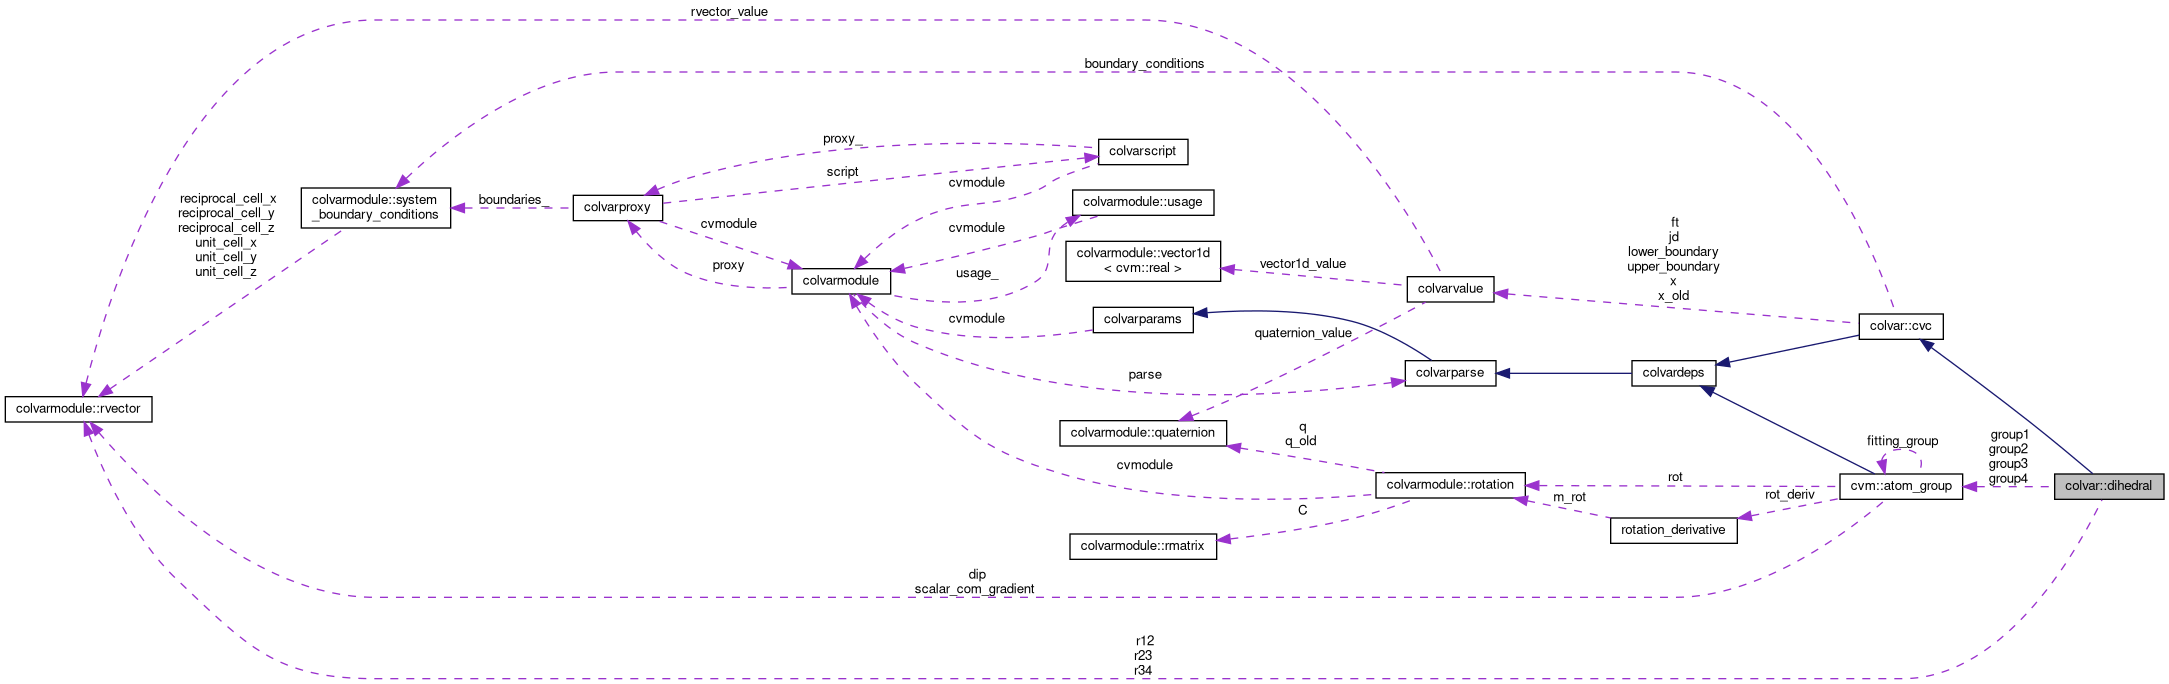 rvector_value
boundary_conditions
proxy_
colvarscript
script
cvmodule
reciprocal_cell_x
reciprocal_cell_y
reciprocal_cell_z
unit_cell_x
unit_cell_y
unit_cell_z
colvarmodule::system
_boundary_conditions
boundaries_
colvarproxy
cvmodule
proxy
colvarmodule::usage
cvmodule
usage_
colvarmodule::vector1d
< cvm::real >
vector1d_value
colvarmodule
colvarvalue
ft
jd
lower_boundary
upper_boundary
x
x_old
colvarparams
cvmodule
quaternion_value
colvar::cvc
parse
colvarparse
colvardeps
colvarmodule::rvector
colvarmodule::quaternion
q
q_old
cvmodule
colvarmodule::rotation
C
colvarmodule::rmatrix
rot
m_rot
rot_deriv
rotation_derivative
fitting_group
cvm::atom_group
group1
group2
group3
group4
colvar::dihedral
dip
scalar_com_gradient
r12
r23
r34